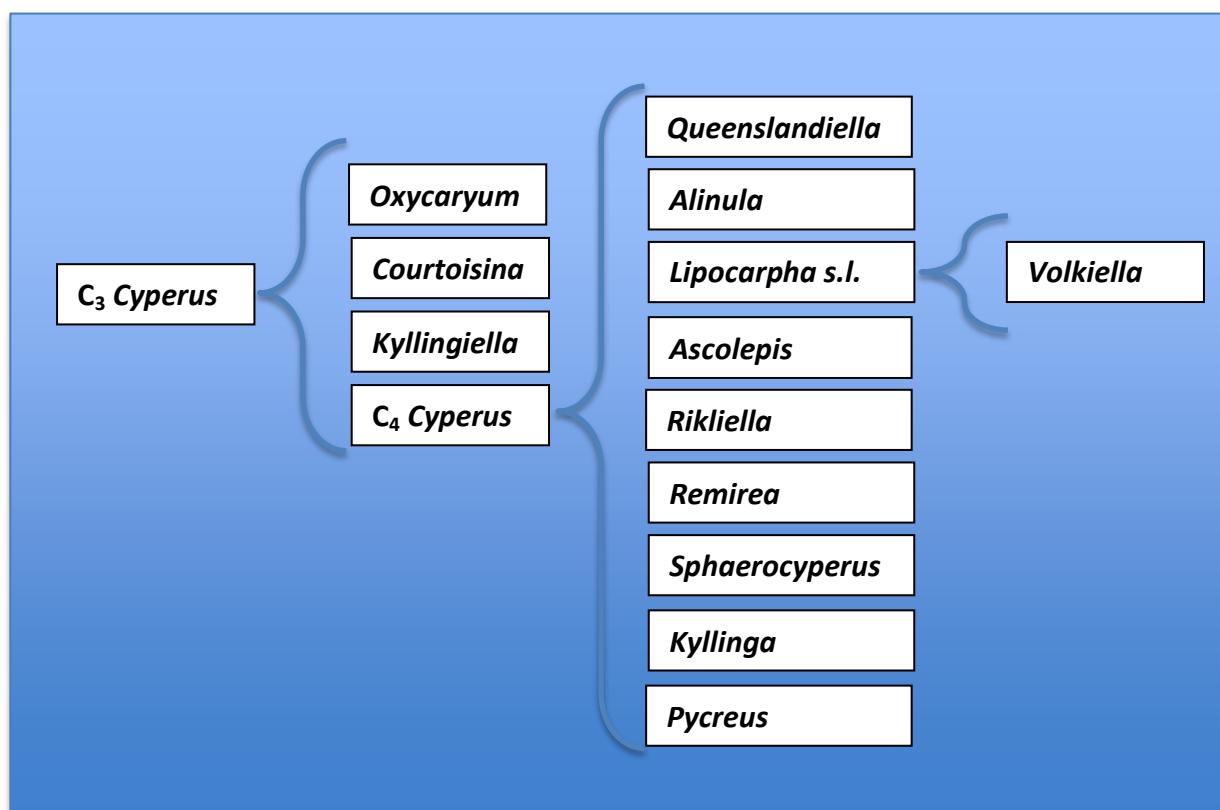 C₃ Cyperus
Oxycaryum
Courtoisina
Kyllingiella
C₄ Cyperus
Queenslandiella
Alinula
Lipocarpha s.l.
Ascolepis
Rikliella
Remirea
Sphaerocyperus
Kyllinga
Pycreus
Volkiella